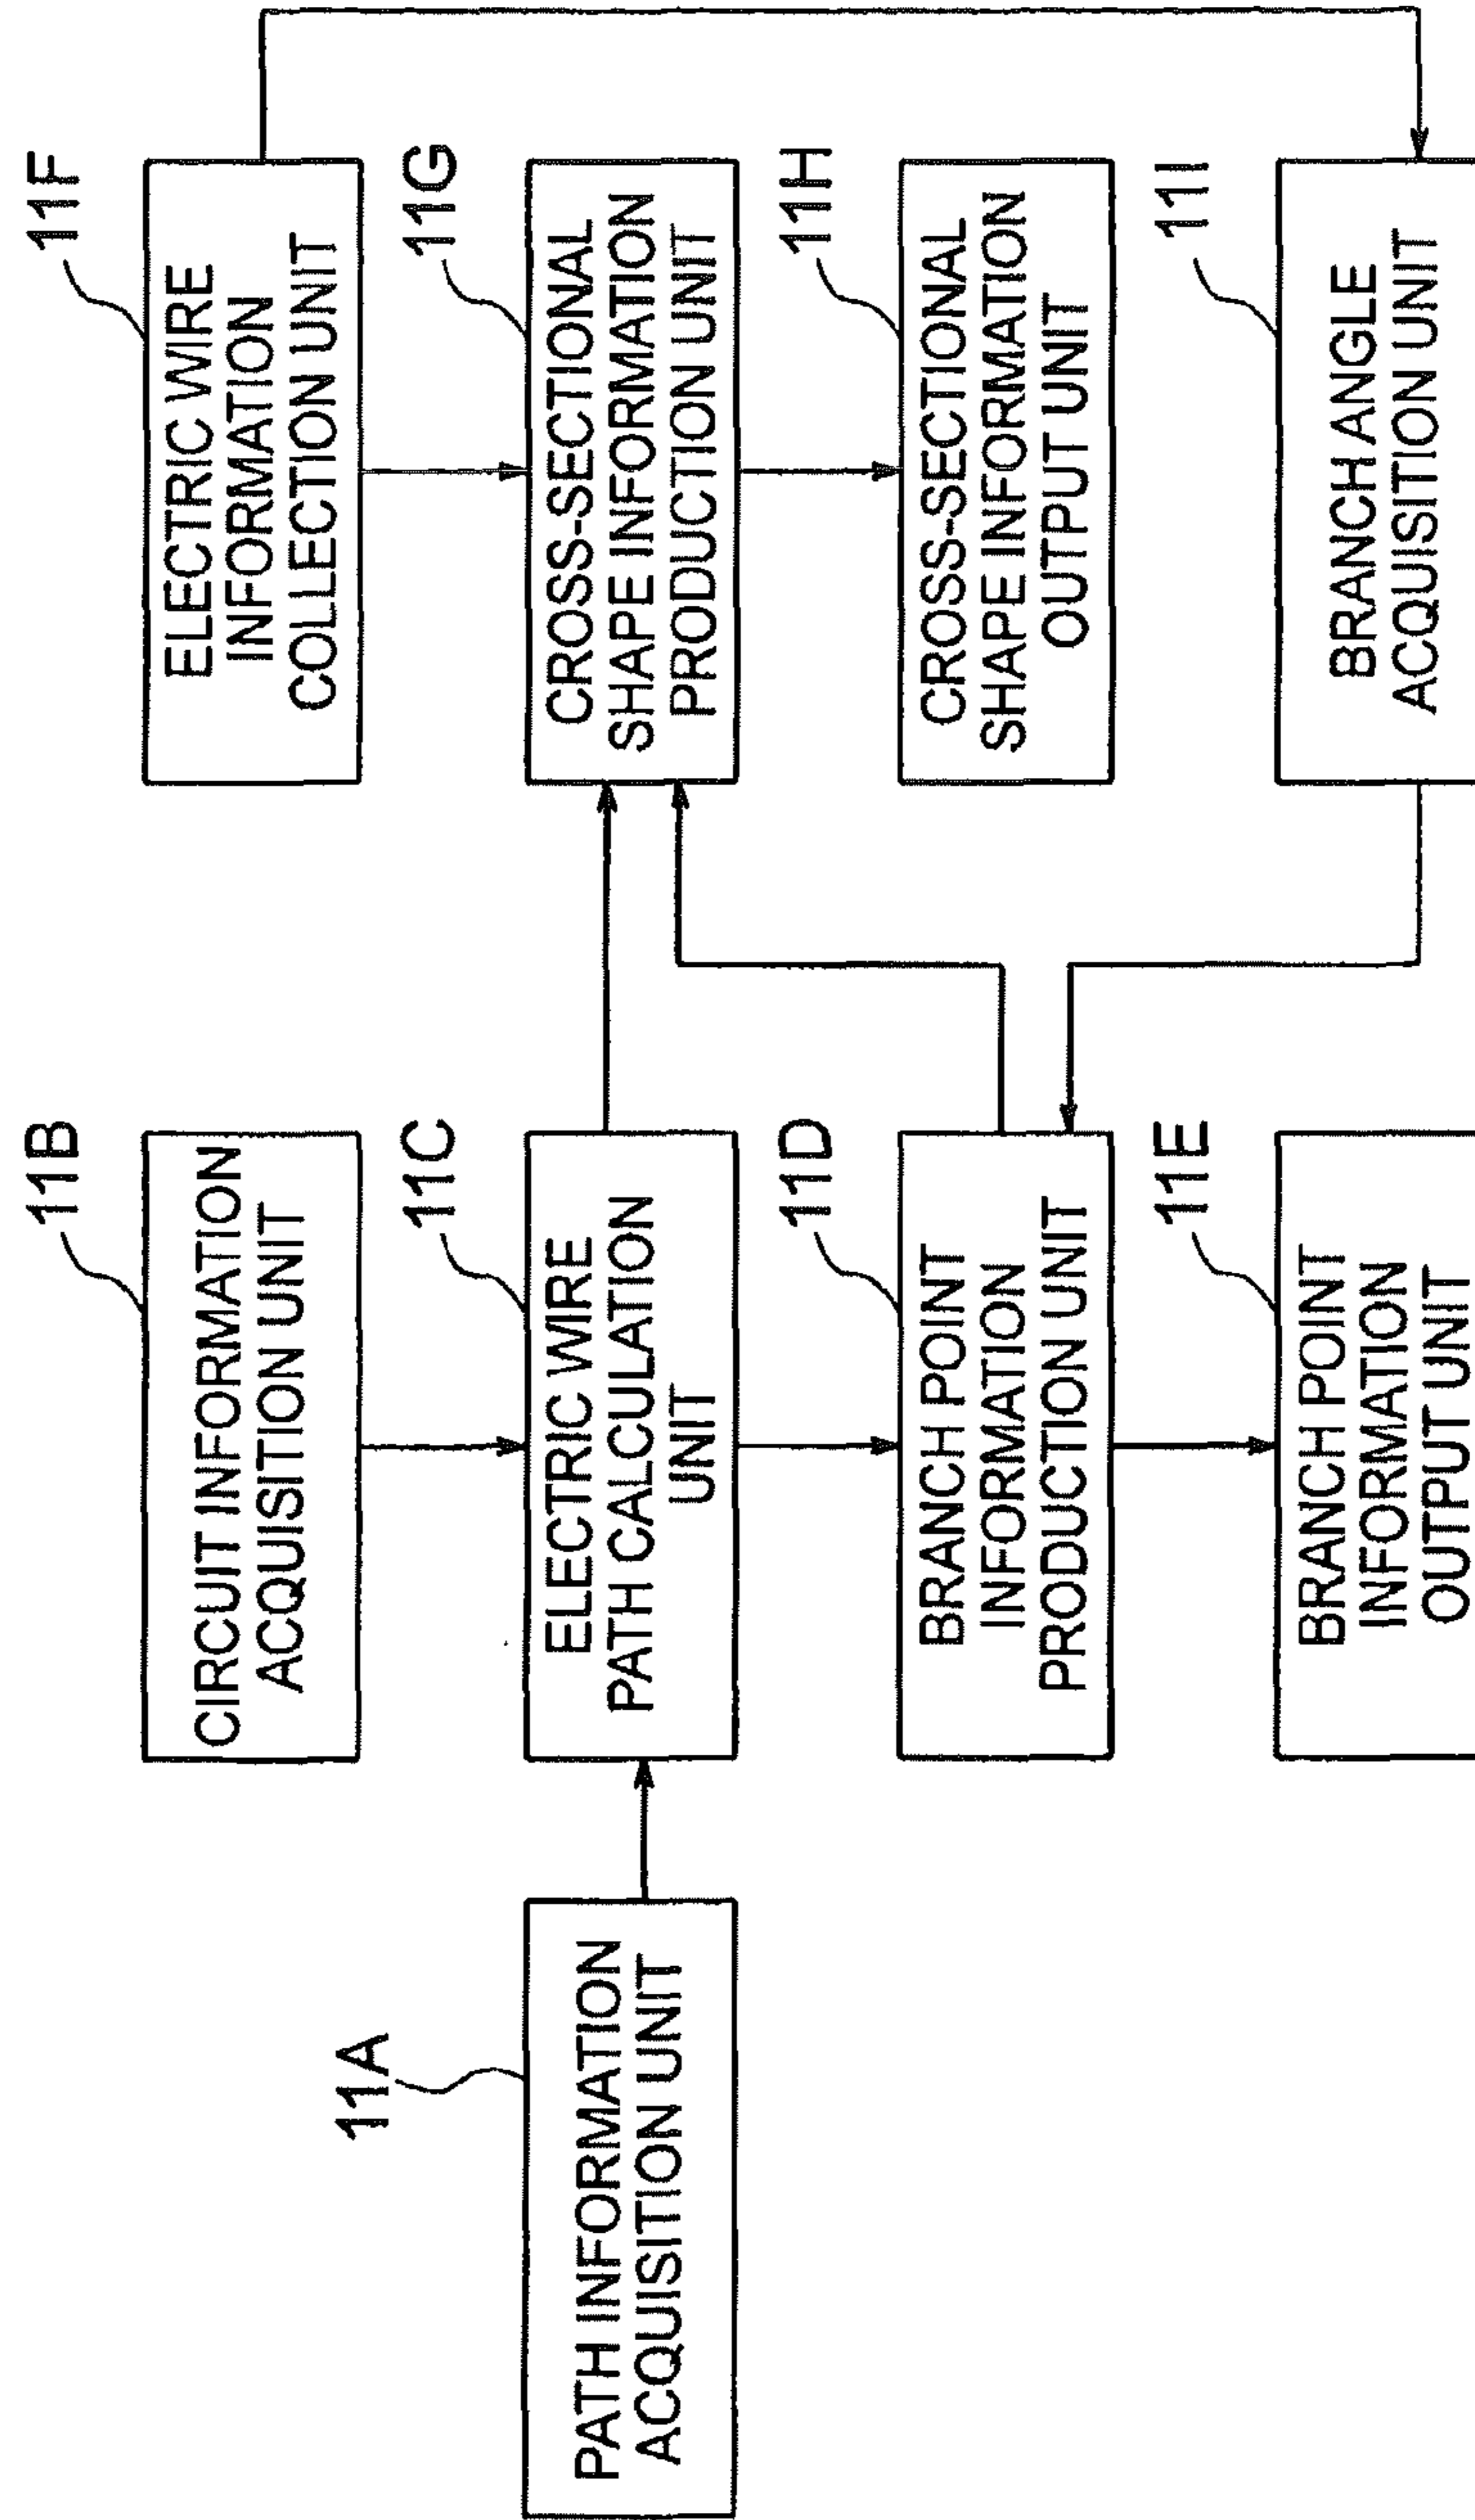 11A
PATH INFORMATION
ACQUISITION UNIT
11B
CIRCUIT INFORMATION
ACQUISITION UNIT
11C
ELECTRIC WIRE
PATH CALCULATION
UNIT
11D
BRANCH POINT
INFORMATION
PRODUCTION UNIT
11E
BRANCH POINT
INFORMATION
OUTPUT UNIT
11F
ELECTRIC WIRE
INFORMATION
COLLECTION UNIT
11G
CROSS-SECTIONAL
SHAPE INFORMATION
PRODUCTION UNIT
11H
CROSS-SECTIONAL
SHAPE INFORMATION
OUTPUT UNIT
11I
BRANCH ANGLE
ACQUISITION UNIT